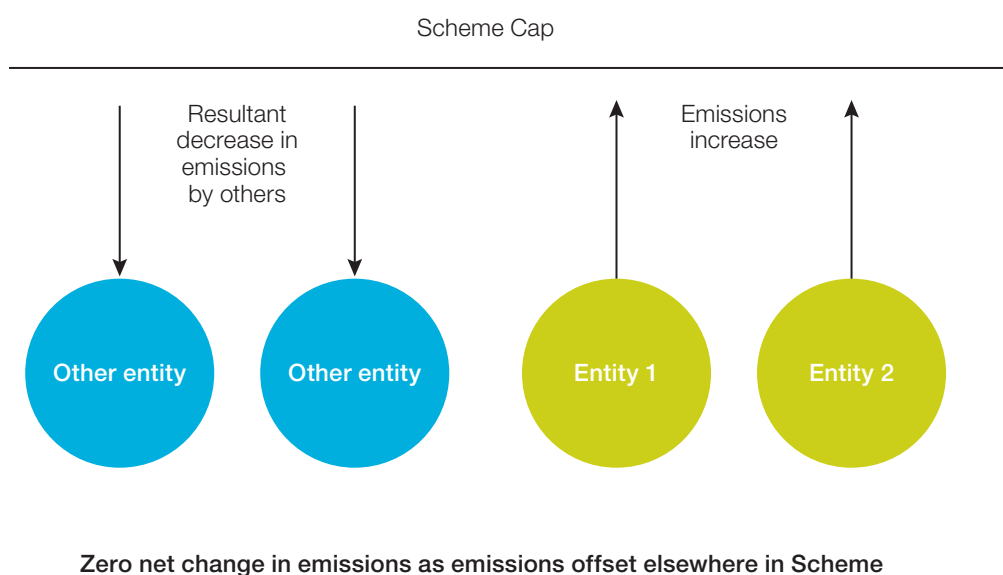 Scheme Cap
Resultant
decrease in
emissions
by others
Emissions
increase
Other entity
Other entity
Entity 1
Entity 2
Zero net change in emissions as emissions offset elsewhere in Scheme